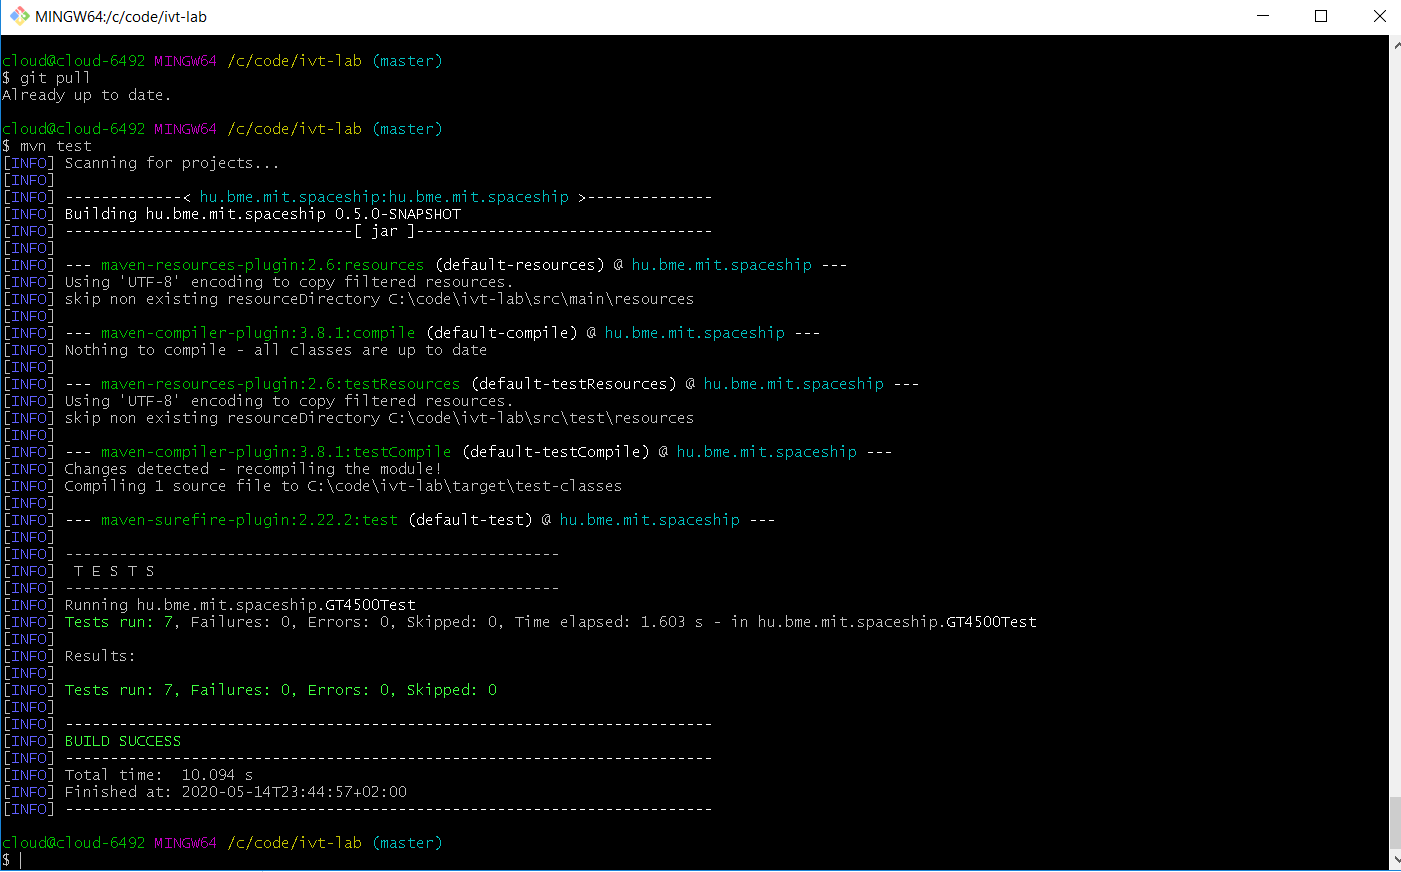 MINGW64:/c/code/ivt-lab
cloud@cloud-6492 MINGW64 /c/code/ivt-lab (master)
$ git pull
Already up to date.
cloud@cloud-6492 MINGW64 /c/code/ivt-lab (master)
$ mvn test
[INFO] Scanning for projects...
[INFO]
[INFO] -------------< hu.bme.mit.spaceship:hu.bme.mit.spaceship >--------------
[INFO] Building hu.bme.mit.spaceship 0.5.0-SNAPSHOT
[INFO] --------------------------------[ jar ]---------------------------------
[INFO]
[INFO] --- maven-resources-plugin:2.6:resources (default-resources) @ hu.bme.mit.spaceship ---
[INFO] Using 'UTF-8' encoding to copy filtered resources.
[INFO] skip non existing resourceDirectory C:\code\ivt-lab\src\main\resources
[INFO]
[INFO] --- maven-compiler-plugin:3.8.1:compile (default-compile) @ hu.bme.mit.spaceship ---
[INFO] Nothing to compile - all classes are up to date
[INFO]
[INFO] --- maven-resources-plugin:2.6:testResources (default-testResources) @ hu.bme.mit.spaceship ---
[INFO] Using 'UTF-8' encoding to copy filtered resources.
[INFO] skip non existing resourceDirectory C:\code\ivt-lab\src\test\resources
[INFO]
[INFO] --- maven-compiler-plugin:3.8.1:testCompile (default-testCompile) @ hu.bme.mit.spaceship ---
[INFO] Changes detected - recompiling the module!
[INFO] Compiling 1 source file to C:\code\ivt-lab\target\test-classes
[INFO]
[INFO] --- maven-surefire-plugin:2.22.2:test (default-test) @ hu.bme.mit.spaceship ---
[INFO]
[INFO] -------------------------------------------------------
[INFO]  T E S T S
[INFO] -------------------------------------------------------
[INFO] Running hu.bme.mit.spaceship.GT4500Test
[INFO] Tests run: 7, Failures: 0, Errors: 0, Skipped: 0, Time elapsed: 1.603 s - in hu.bme.mit.spaceship.GT4500Test
[INFO]
[INFO] Results:
[INFO]
[INFO] Tests run: 7, Failures: 0, Errors: 0, Skipped: 0
[INFO]
[INFO] ------------------------------------------------------------------------
[INFO] BUILD SUCCESS
[INFO] ------------------------------------------------------------------------
[INFO] Total time:  10.094 s
[INFO] Finished at: 2020-05-14T23:44:57+02:00
[INFO] ------------------------------------------------------------------------
cloud@cloud-6492 MINGW64 /c/code/ivt-lab (master)
$